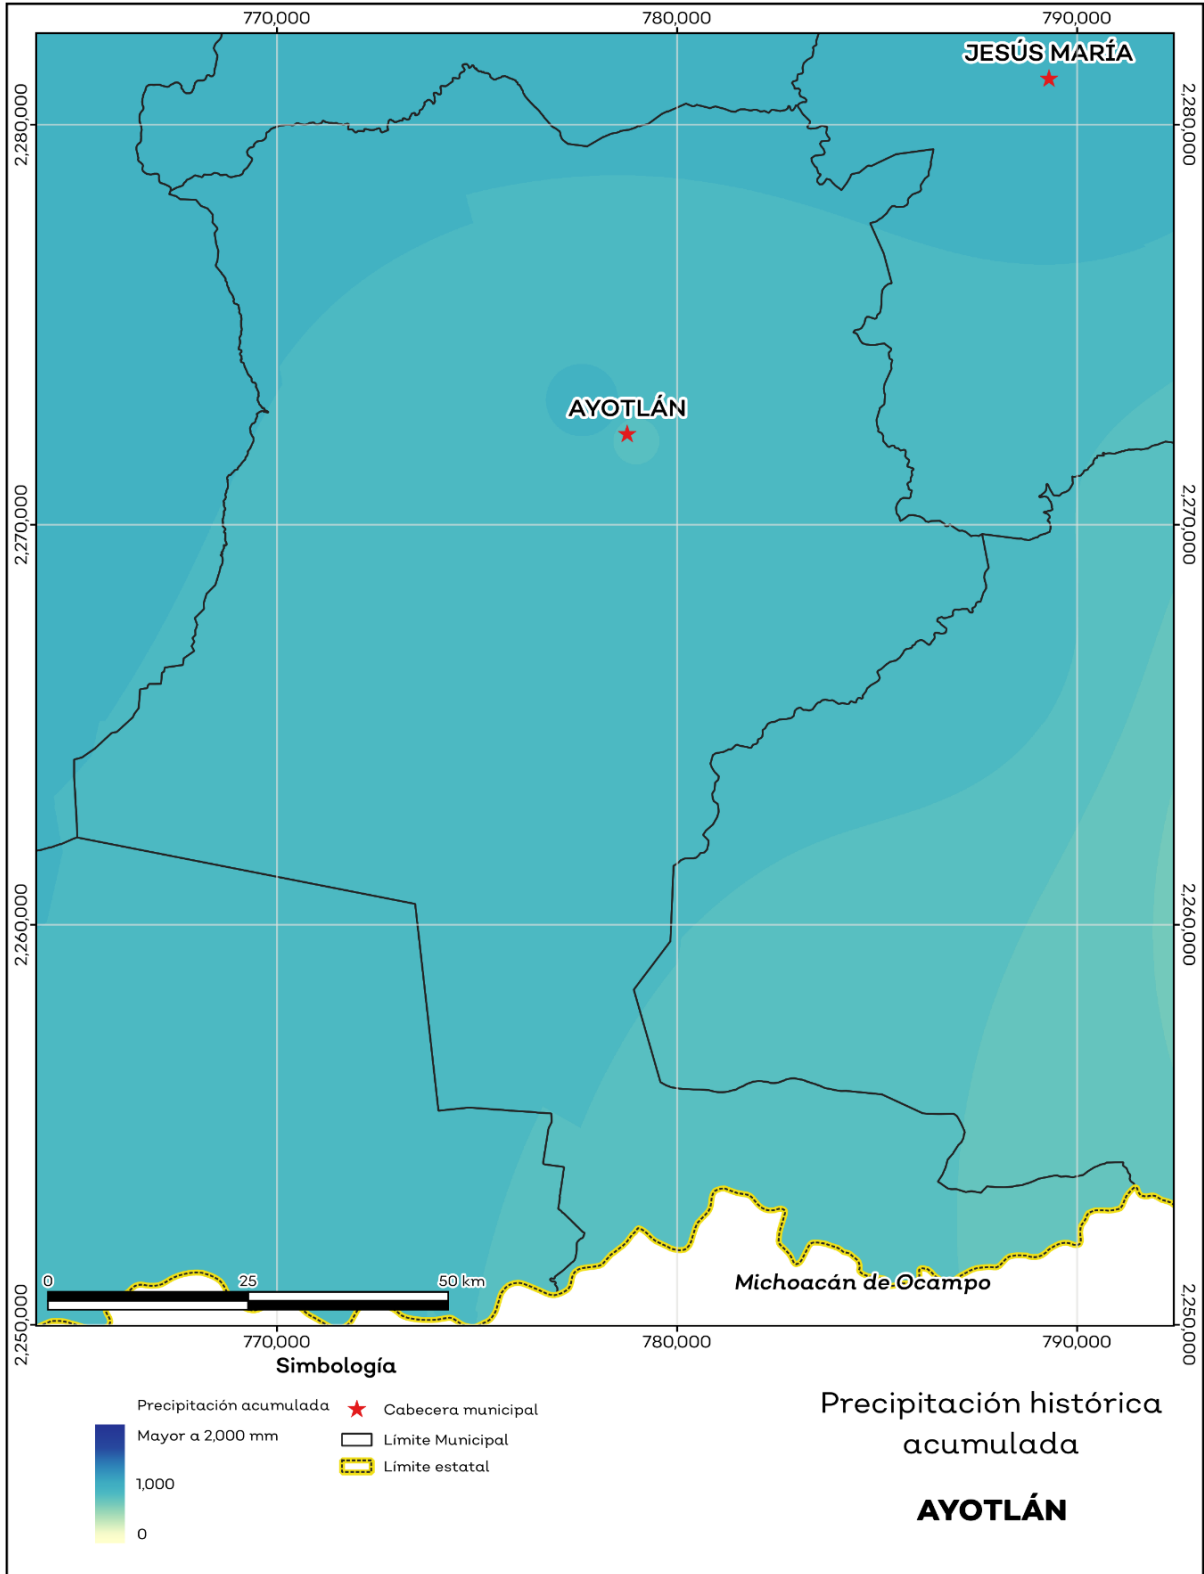 770,000
780,000
790,000
JESÚS MARÍA
2,280,000
2,280,000
AYOTLÁN
2,270,000
2,270,000
2,260,000
2,260,000
0
25
50 km
Michoacán de Ocampo
2,250,000
2,250,000
770,000
780,000
790,000
Simbología
Precipitación acumulada
Mayor a 2,000 mm
1,000
0
Cabecera municipal
Límite Municipal
Límite estatal
Precipitación histórica
acumulada
AYOTLÁN